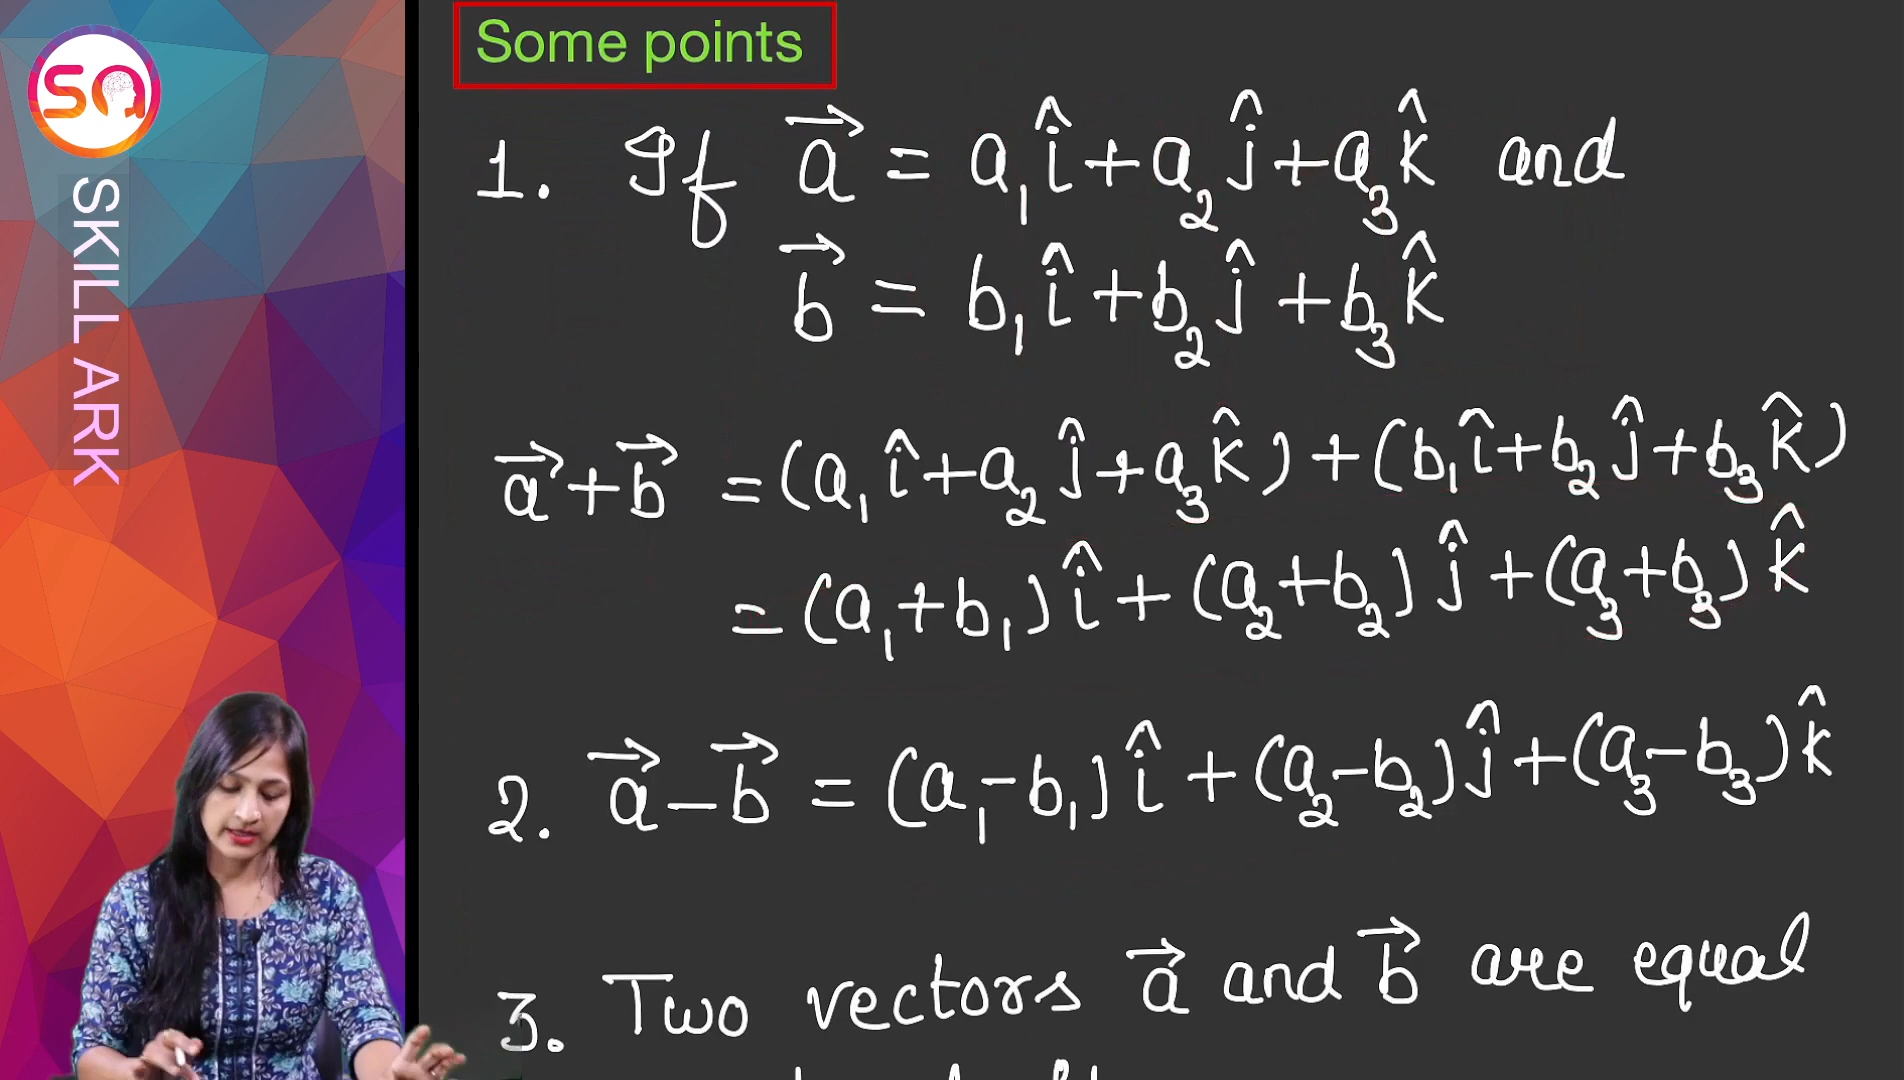 SKILL ARK
Some points
1. If a⃗ = a₁î + a₂ĵ + a₃k̂ and
b⃗ = b₁î + b₂ĵ + b₃k̂
a⃗ + b⃗ = (a₁î + a₂ĵ + a₃k̂) + (b₁î + b₂ĵ + b₃k̂)
= (a₁ + b₁)î + (a₂ + b₂)ĵ + (a₃ + b₃)k̂
2. a⃗ − b⃗ = (a₁ − b₁)î + (a₂ − b₂)ĵ + (a₃ − b₃)k̂
3. Two vectors a⃗ and b⃗ are equal